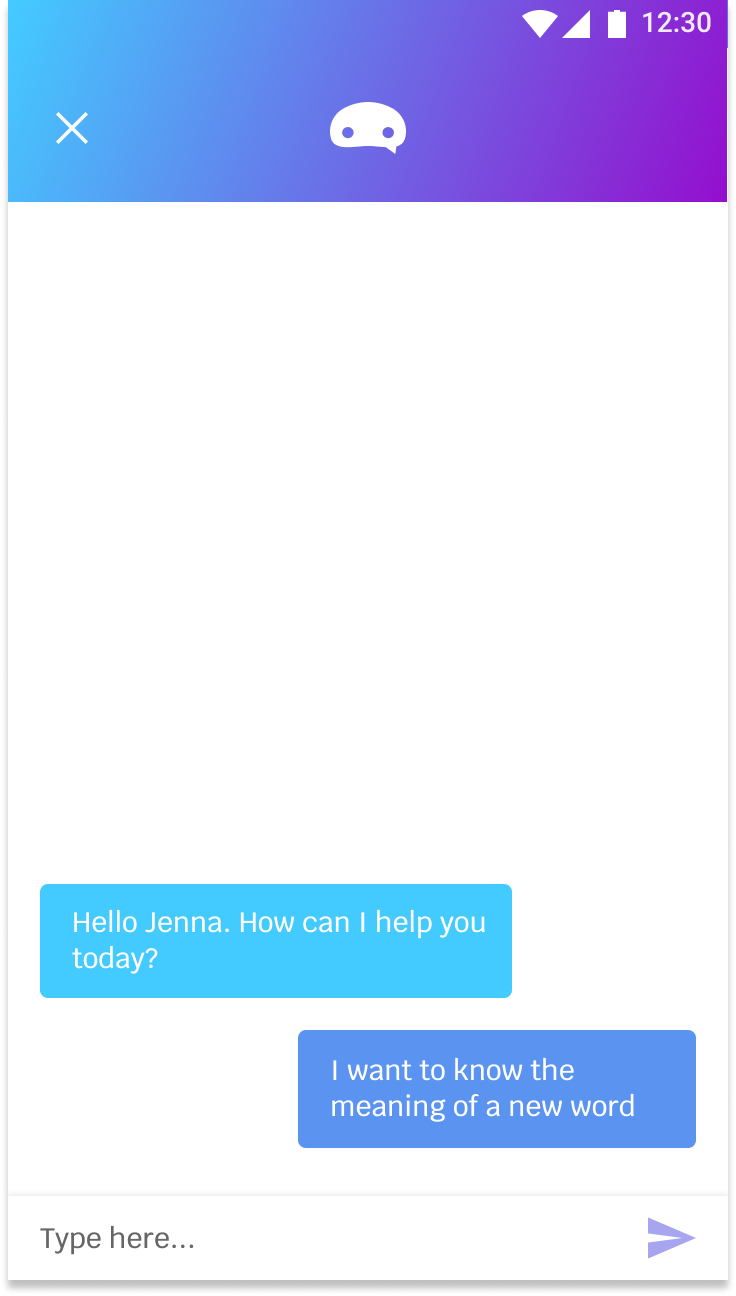 12:30
Hello Jenna. How can I help you
today?
I want to know the
meaning of a new word
Type here...